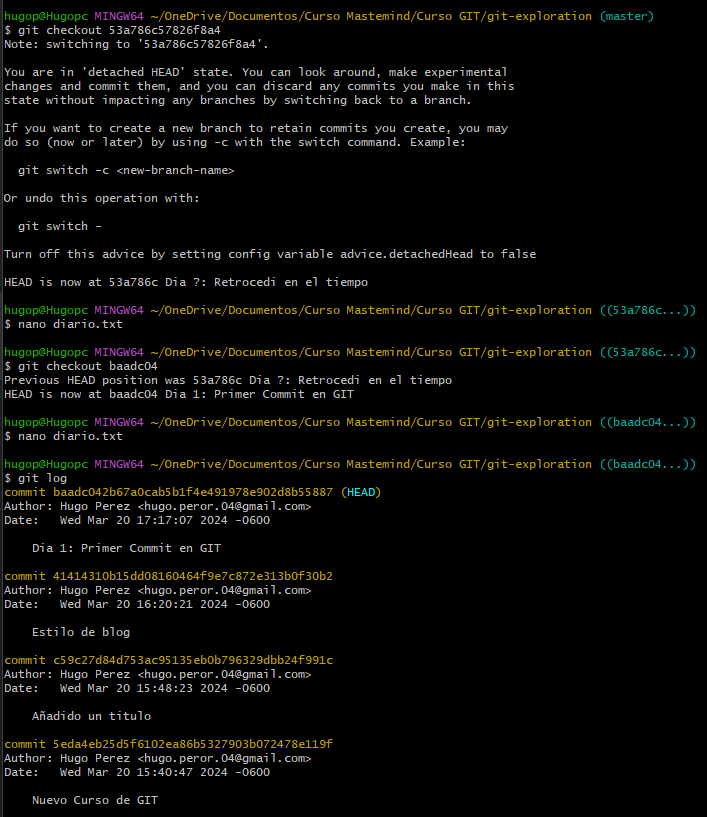 hugop@Hugopc MINGW64 ~/OneDrive/Documentos/Curso Mastemind/Curso GIT/git-exploration (master)
$ git checkout 53a786c57826f8a4
Note: switching to '53a786c57826f8a4'.
You are in 'detached HEAD' state. You can look around, make experimental
changes and commit them, and you can discard any commits you make in this
state without impacting any branches by switching back to a branch.
If you want to create a new branch to retain commits you create, you may
do so (now or later) by using -c with the switch command. Example:
git switch -c <new-branch-name>
Or undo this operation with:
git switch -
Turn off this advice by setting config variable advice.detachedHead to false
HEAD is now at 53a786c Dia ?: Retrocedi en el tiempo
hugop@Hugopc MINGW64 ~/OneDrive/Documentos/Curso Mastemind/Curso GIT/git-exploration ((53a786c...))
$ nano diario.txt
hugop@Hugopc MINGW64 ~/OneDrive/Documentos/Curso Mastemind/Curso GIT/git-exploration ((53a786c...))
$ git checkout baadc04
Previous HEAD position was 53a786c Dia ?: Retrocedi en el tiempo
HEAD is now at baadc04 Dia 1: Primer Commit en GIT
hugop@Hugopc MINGW64 ~/OneDrive/Documentos/Curso Mastemind/Curso GIT/git-exploration ((baadc04...))
$ nano diario.txt
hugop@Hugopc MINGW64 ~/OneDrive/Documentos/Curso Mastemind/Curso GIT/git-exploration ((baadc04...))
$ git log
commit baadc042b67a0cab5b1f4e491978e902d8b55887 (HEAD)
Author: Hugo Perez <hugo.peror.04@gmail.com>
Date:   Wed Mar 20 17:17:07 2024 -0600
Dia 1: Primer Commit en GIT
commit 41414310b15dd08160464f9e7c872e313b0f30b2
Author: Hugo Perez <hugo.peror.04@gmail.com>
Date:   Wed Mar 20 16:20:21 2024 -0600
Estilo de blog
commit c59c27d84d753ac95135eb0b796329dbb24f991c
Author: Hugo Perez <hugo.peror.04@gmail.com>
Date:   Wed Mar 20 15:48:23 2024 -0600
Añadido un titulo
commit 5eda4eb25d5f6102ea86b5327903b072478e119f
Author: Hugo Perez <hugo.peror.04@gmail.com>
Date:   Wed Mar 20 15:40:47 2024 -0600
Nuevo Curso de GIT